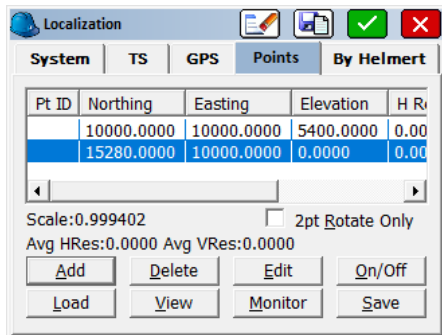 Localization
System TS GPS Points By Helmert
Pt ID Northing Easting Elevation H R
10000.0000 10000.0000 5400.0000 0.00
15280.0000 10000.0000 0.0000 0.00
Scale:0.999402 2pt Rotate Only
Avg HRes:0.0000 Avg VRes:0.0000
Add Delete Edit On/Off
Load View Monitor Save